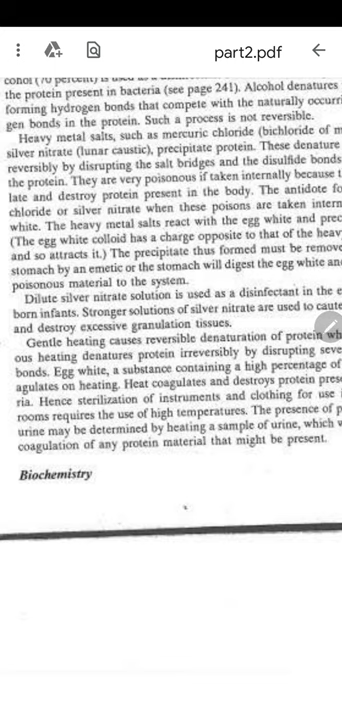 part2.pdf
cohol (70 percent) is used as a
the protein present in bacteria (see page 241). Alcohol denatures
forming hydrogen bonds that compete with the naturally occurri
gen bonds in the protein. Such a process is not reversible.
Heavy metal salts, such as mercuric chloride (bichloride of m
silver nitrate (lunar caustic), precipitate protein. These denature
reversibly by disrupting the salt bridges and the disulfide bonds
the protein. They are very poisonous if taken internally because t
late and destroy protein present in the body. The antidote fo
chloride or silver nitrate when these poisons are taken intern
white. The heavy metal salts react with the egg white and prec
(The egg white colloid has a charge opposite to that of the heav
and so attracts it.) The precipitate thus formed must be remove
stomach by an emetic or the stomach will digest the egg white an
poisonous material to the system.
Dilute silver nitrate solution is used as a disinfectant in the e
born infants. Stronger solutions of silver nitrate are used to caute
and destroy excessive granulation tissues.
Gentle heating causes reversible denaturation of protein wh
ous heating denatures protein irreversibly by disrupting seve
bonds. Egg white, a substance containing a high percentage of
agulates on heating. Heat coagulates and destroys protein prese
ria. Hence sterilization of instruments and clothing for use i
rooms requires the use of high temperatures. The presence of p
urine may be determined by heating a sample of urine, which w
coagulation of any protein material that might be present.
Biochemistry